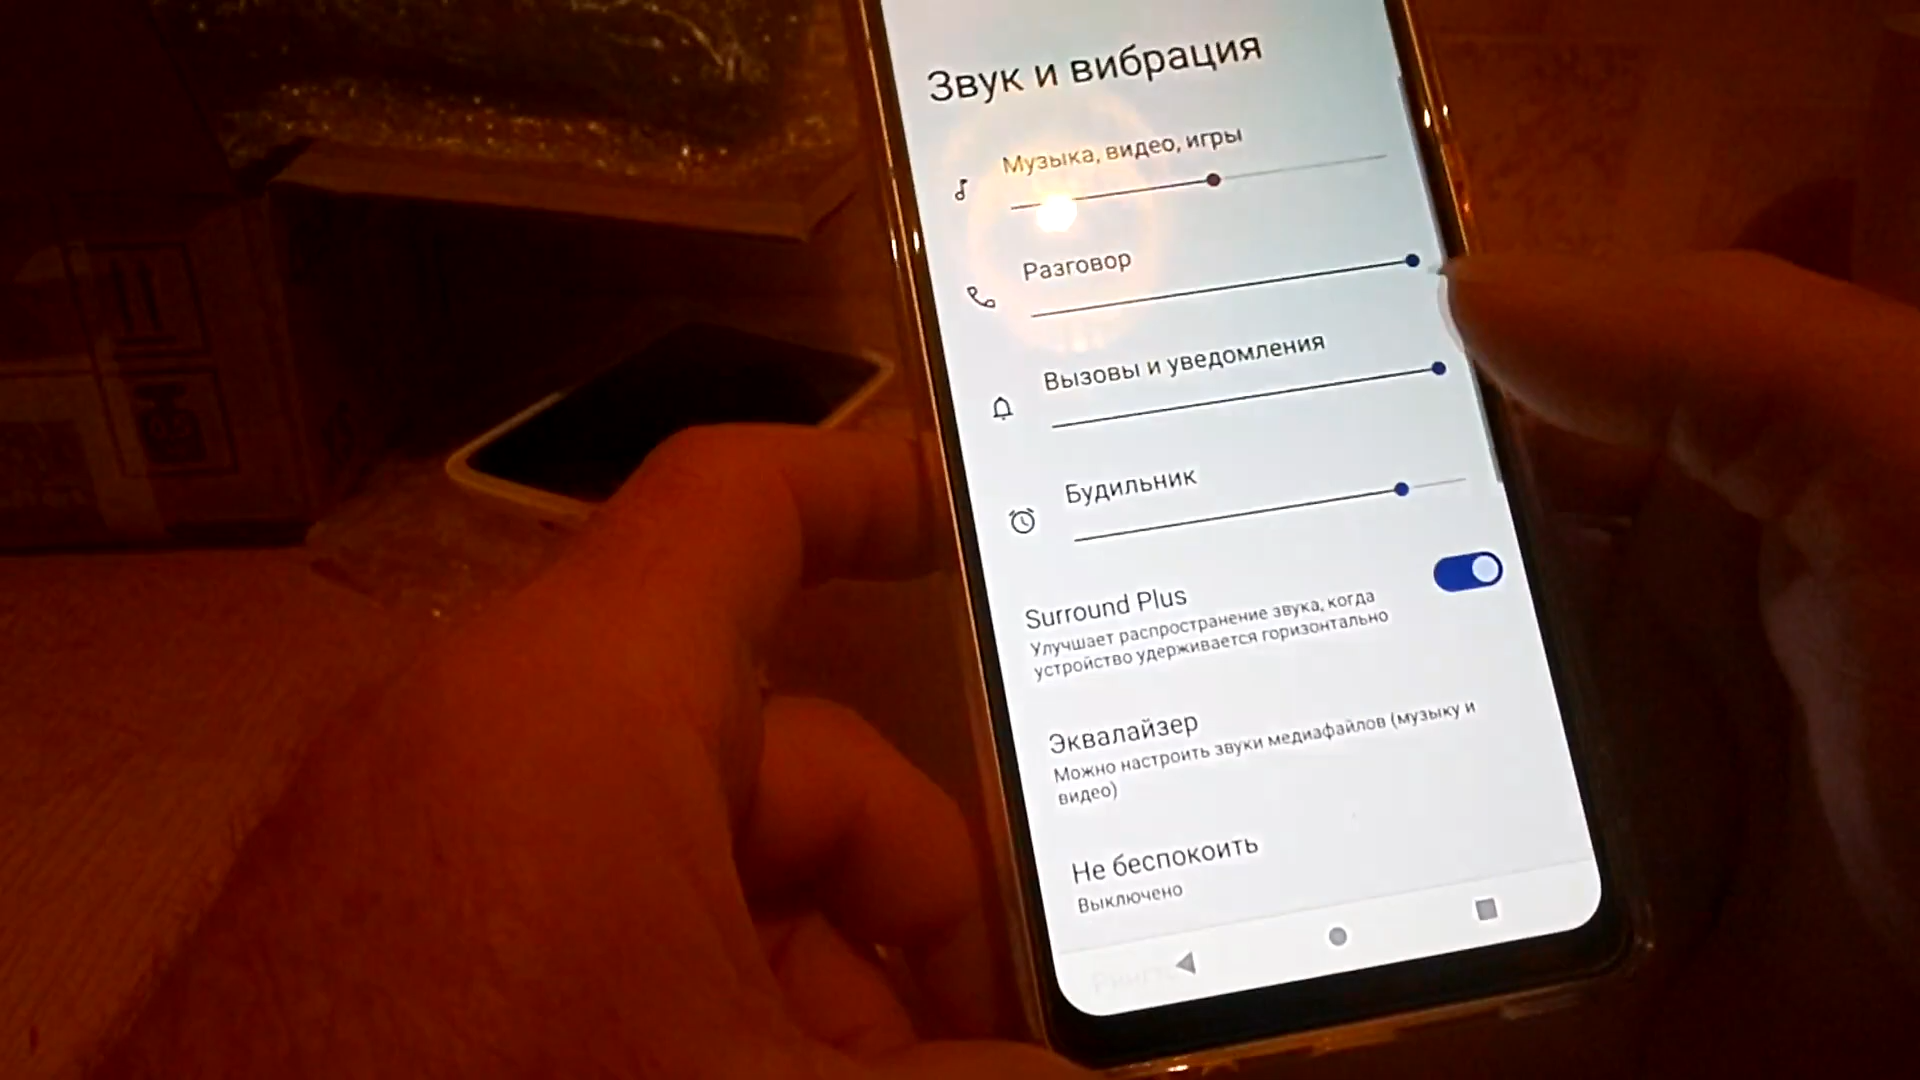 Звук и вибрация
Музыка, видео, игры
Разговор
Вызовы и уведомления
Будильник
Surround Plus
Улучшает распространение звука, когда
устройство удерживается горизонтально
Эквалайзер
Можно настроить звуки медиафайлов (музыку и
видео)
Не беспокоить
Выключено